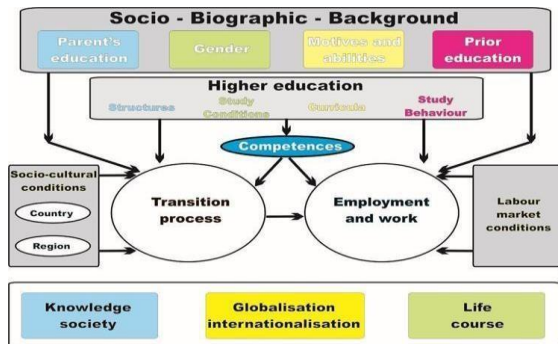 Socio - Biographic - Background
Parent's
education
Gender
Motives and
abilities
Prior
education
Higher education
Structures
Study
Conditions
Curricula
Study
Behaviour
Competences
Socio-cultural
conditions
Country
Region
Transition
process
Employment
and work
Labour
market
conditions
Knowledge
society
Globalisation
internationalisation
Life
course